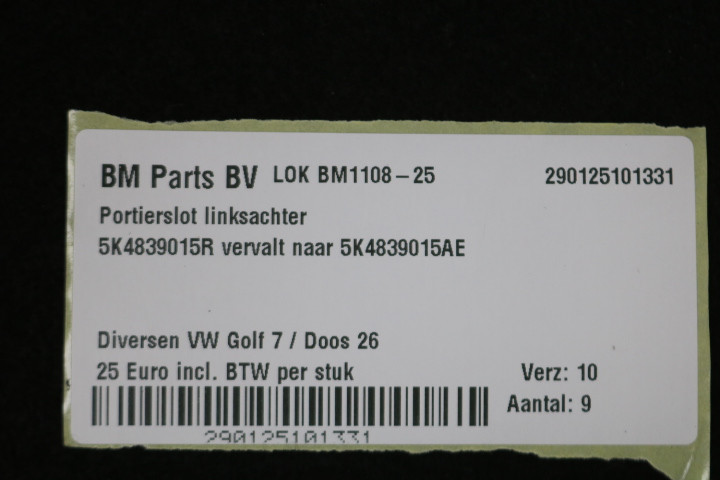 BM Parts BV LOK BM1108-25 290125101331
Portierslot linksachter
5K4839015R vervalt naar 5K4839015AE
Diversen VW Golf 7 / Doos 26
25 Euro incl. BTW per stuk Verz: 10
Aantal: 9
290125101331